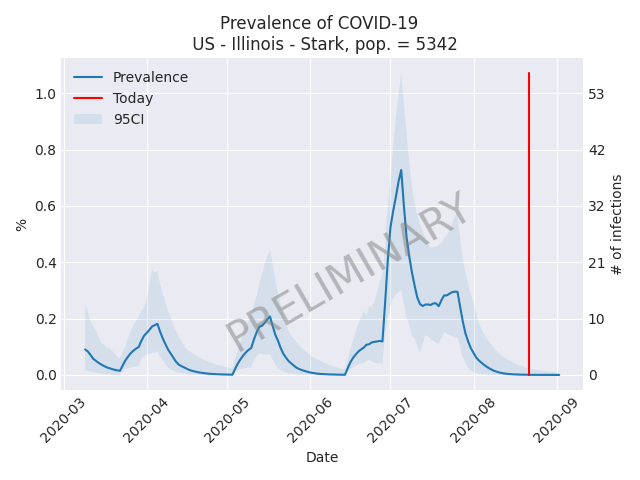 Prevalence of COVID-19
US - Illinois - Stark, pop. = 5342
Prevalence
Today
95CI
PRELIMINARY
%
1.0
0.8
0.6
0.4
0.2
0.0
53
42
32
21
10
0
# of infections
2020-03
2020-04
2020-05
2020-06
2020-07
2020-08
2020-09
Date